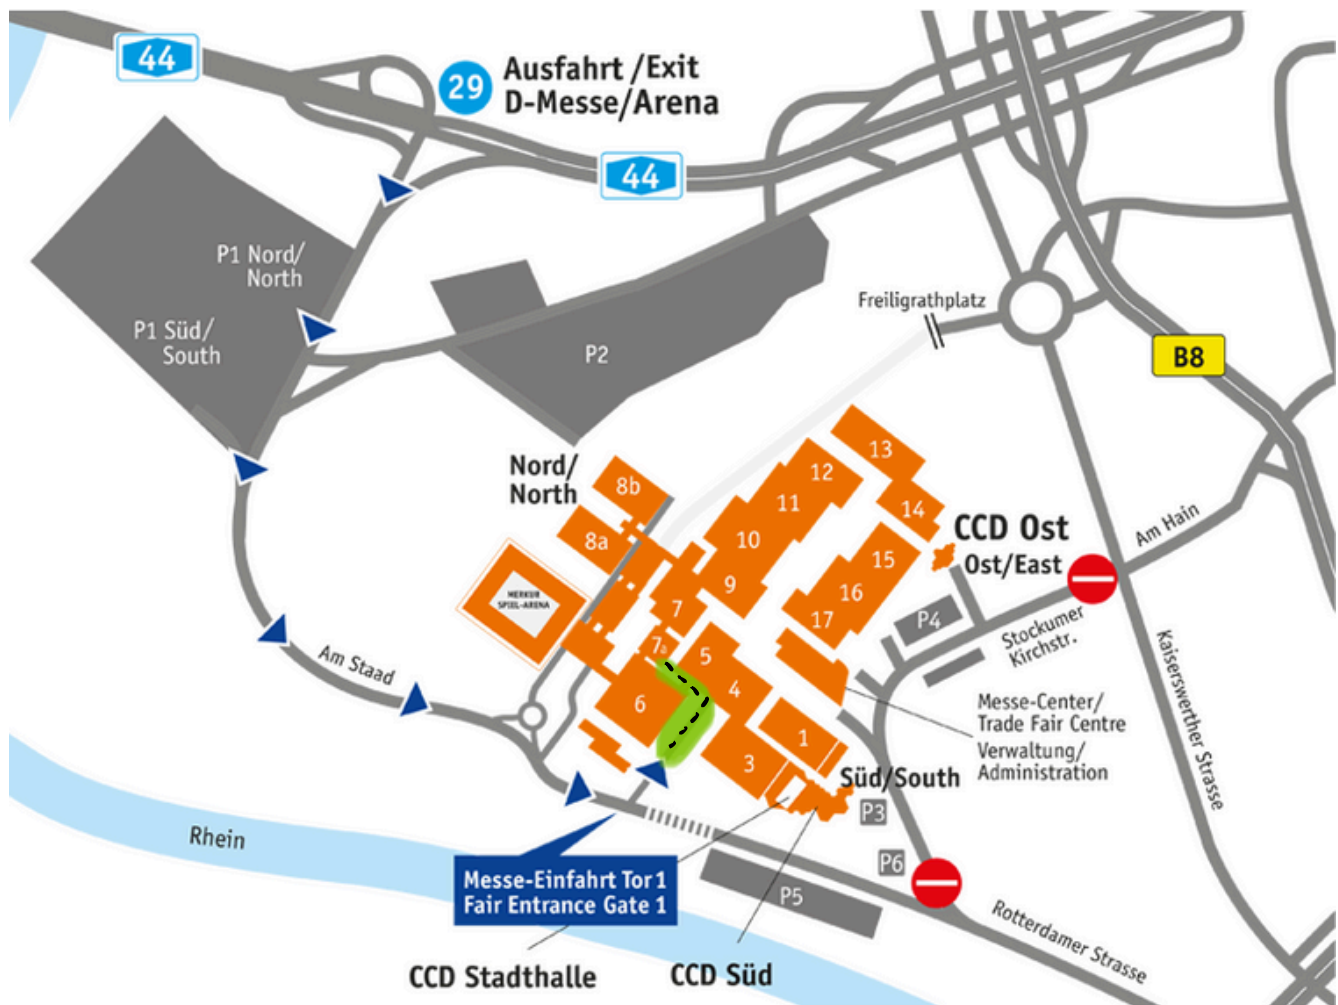 44
29
Ausfahrt /Exit
D-Messe/Arena
44
P1 Nord/
North
P1 Süd/
South
P2
Freiligrathplatz
B8
Nord/
North
8b
8a
13
12
11
14
10
9
CCD Ost
Ost/East
Am Hain
15
16
17
P4
Stockumer
Kirchstr.
Kaiserswerther Strasse
MERKUR
SPIEL-ARENA
7
7a
5
4
6
Am Staad
Messe-Center/
Trade Fair Centre
Verwaltung/
Administration
1
3
Süd/South
P3
P6
Rhein
Messe-Einfahrt Tor 1
Fair Entrance Gate 1
P5
Rotterdamer Strasse
CCD Stadthalle
CCD Süd